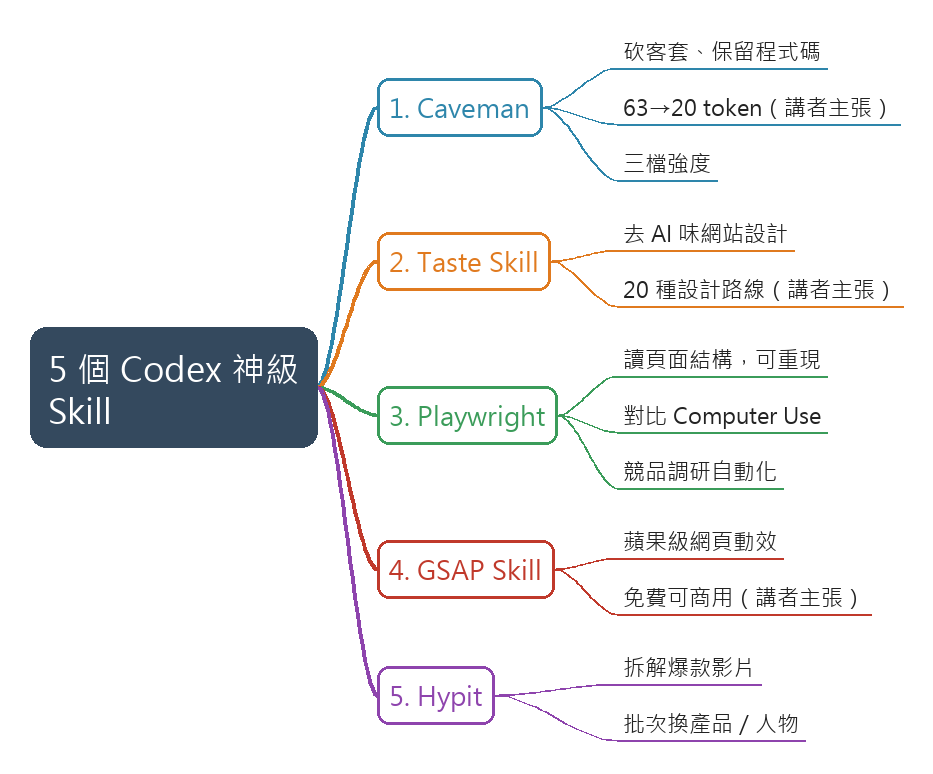 5 個 Codex 神級
Skill
1. Caveman
砍客套、保留程式碼
63→20 token（講者主張）
三檔強度
2. Taste Skill
去 AI 味網站設計
20 種設計路線（講者主張）
3. Playwright
讀頁面結構，可重現
對比 Computer Use
競品調研自動化
4. GSAP Skill
蘋果級網頁動效
免費可商用（講者主張）
5. Hypit
拆解爆款影片
批次換產品 / 人物